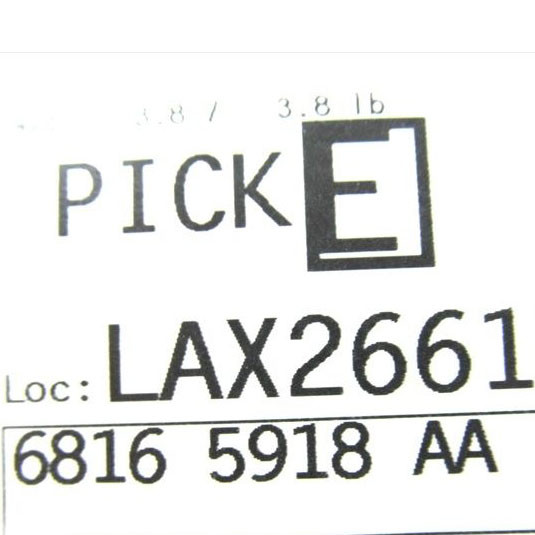 3.8 / 3.8 lb
PICK E
Loc: LAX2661
6816 5918 AA